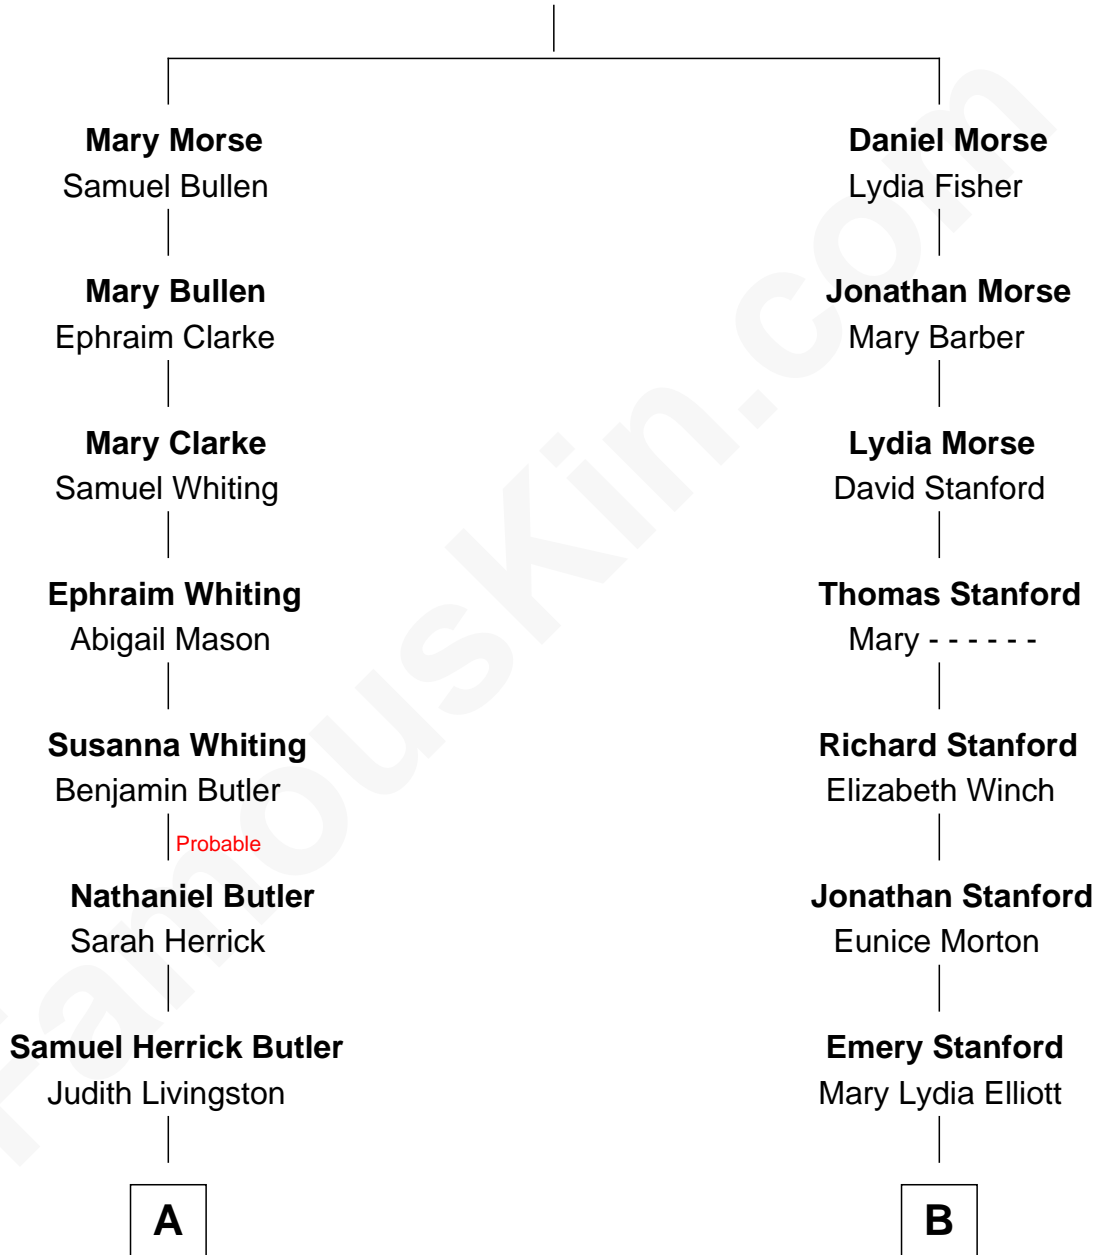 Mary Morse
Samuel Bullen
Mary Bullen
Ephraim Clarke
Mary Clarke
Samuel Whiting
Ephraim Whiting
Abigail Mason
Susanna Whiting
Benjamin Butler
Probable
Nathaniel Butler
Sarah Herrick
Samuel Herrick Butler
Judith Livingston
A
Daniel Morse
Lydia Fisher
Jonathan Morse
Mary Barber
Lydia Morse
David Stanford
Thomas Stanford
Mary - - - - - -
Richard Stanford
Elizabeth Winch
Jonathan Stanford
Eunice Morton
Emery Stanford
Mary Lydia Elliott
B
FamousKin.com